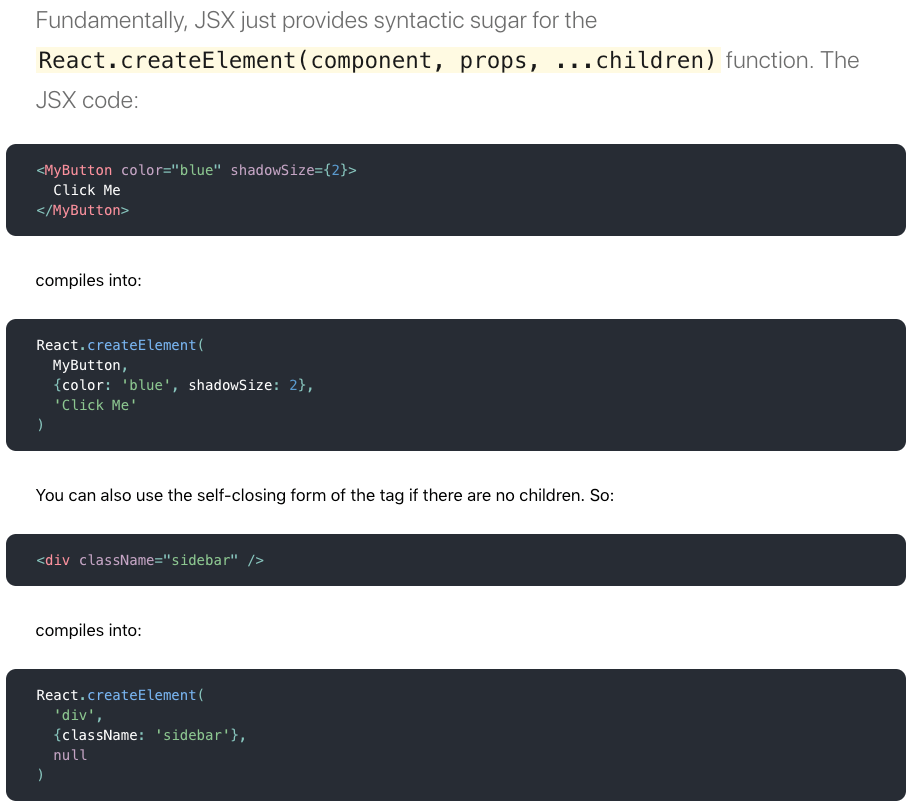 Fundamentally, JSX just provides syntactic sugar for the
React.createElement(component, props, ...children) function. The
JSX code:
<MyButton color="blue" shadowSize={2}>
  Click Me
</MyButton>
compiles into:
React.createElement(
  MyButton,
  {color: 'blue', shadowSize: 2},
  'Click Me'
)
You can also use the self-closing form of the tag if there are no children. So:
<div className="sidebar" />
compiles into:
React.createElement(
  'div',
  {className: 'sidebar'},
  null
)